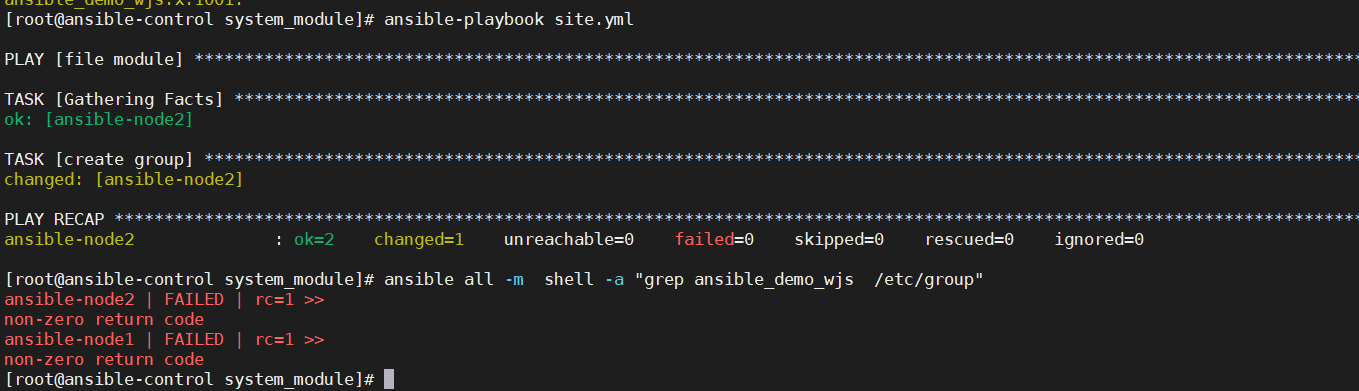 ansible_demo_wjs:x:1001:
[root@ansible-control system_module]# ansible-playbook site.yml
PLAY [file module] *******************************************************************************************************************
TASK [Gathering Facts] ***************************************************************************************************************
ok: [ansible-node2]
TASK [create group] ******************************************************************************************************************
changed: [ansible-node2]
PLAY RECAP ***************************************************************************************************************************
ansible-node2 : ok=2 changed=1 unreachable=0 failed=0 skipped=0 rescued=0 ignored=0
[root@ansible-control system_module]# ansible all -m  shell -a "grep ansible_demo_wjs  /etc/group"
ansible-node2 | FAILED | rc=1 >>
non-zero return code
ansible-node1 | FAILED | rc=1 >>
non-zero return code
[root@ansible-control system_module]#